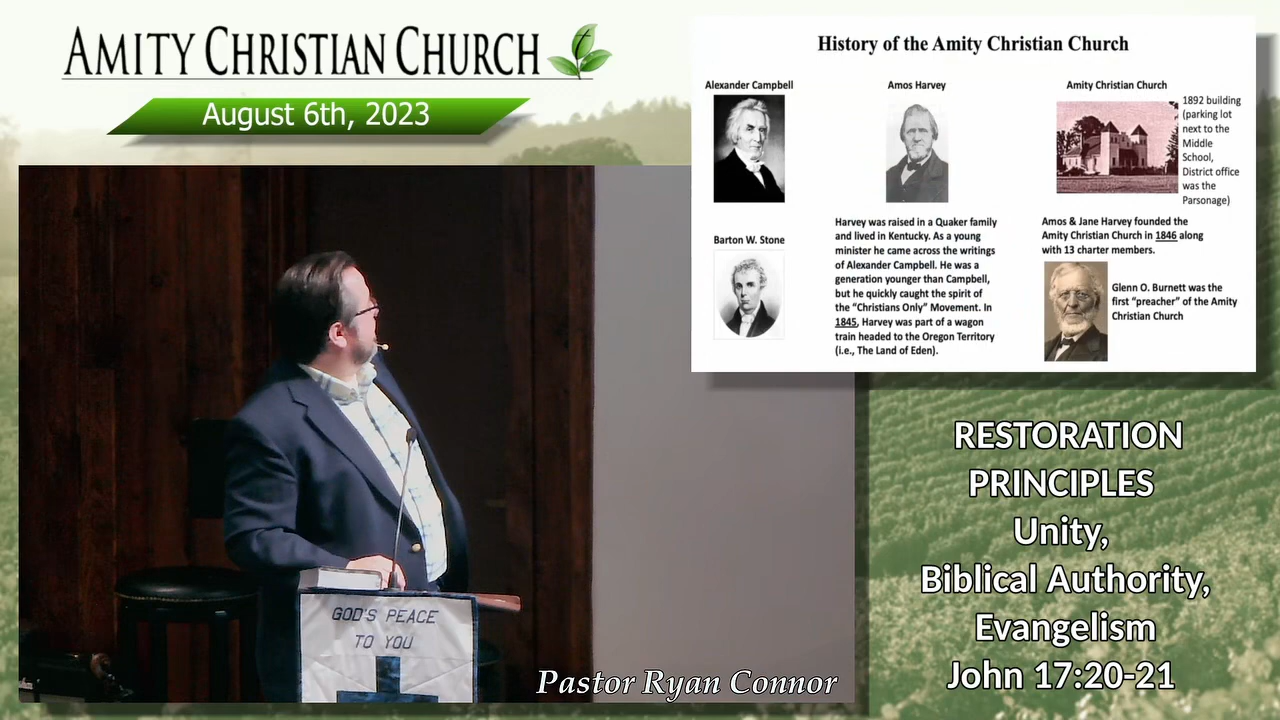 AMITY CHRISTIAN CHURCH
August 6th, 2023
History of the Amity Christian Church
Alexander Campbell
Amos Harvey
Amity Christian Church
1892 building
(parking lot
next to the
Middle
School,
District office
was the
Parsonage)
Barton W. Stone
Harvey was raised in a Quaker family
and lived in Kentucky. As a young
minister he came across the writings
of Alexander Campbell. He was a
generation younger than Campbell,
but he quickly caught the spirit of
the “Christians Only” Movement. In
1845, Harvey was part of a wagon
train headed to the Oregon Territory
(i.e., The Land of Eden).
Amos & Jane Harvey founded the
Amity Christian Church in 1846 along
with 13 charter members.
Glenn O. Burnett was the
first “preacher” of the Amity
Christian Church
RESTORATION
PRINCIPLES
Unity,
Biblical Authority,
Evangelism
John 17:20-21
GOD'S PEACE
TO YOU
Pastor Ryan Connor